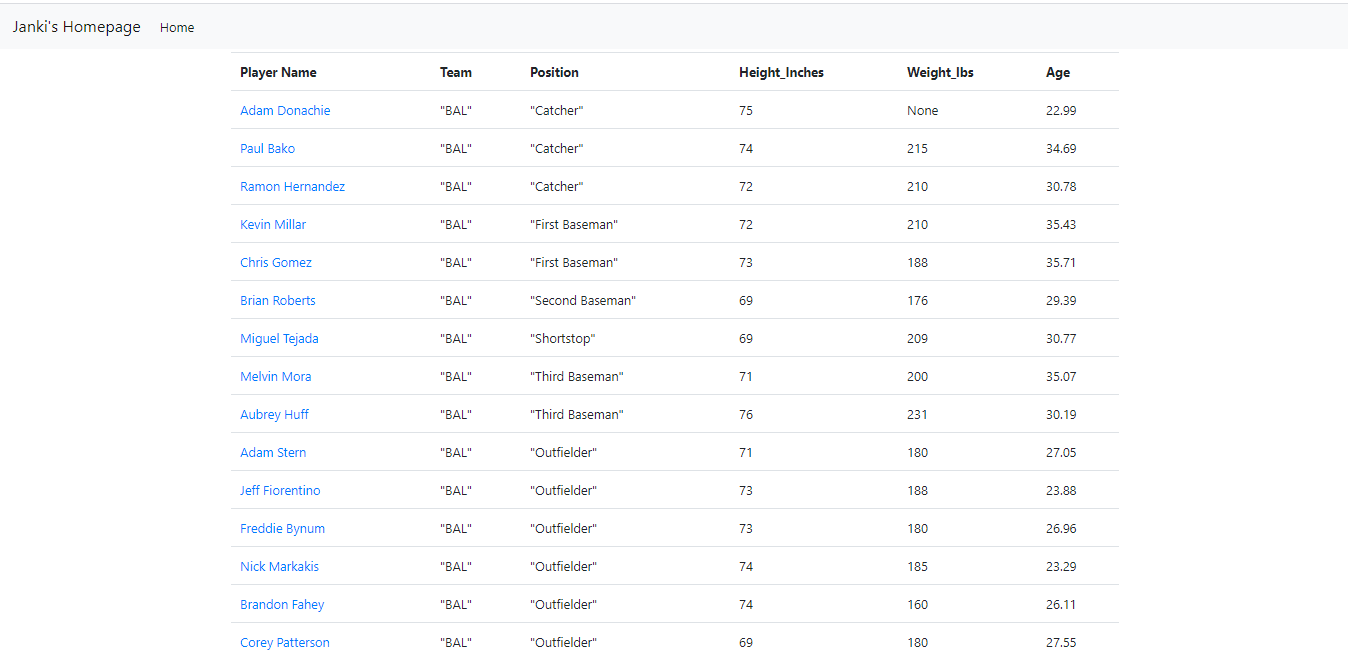 Janki's Homepage Home
Player Name Team Position Height_Inches Weight_lbs Age
Adam Donachie "BAL" "Catcher" 75 None 22.99
Paul Bako "BAL" "Catcher" 74 215 34.69
Ramon Hernandez "BAL" "Catcher" 72 210 30.78
Kevin Millar "BAL" "First Baseman" 72 210 35.43
Chris Gomez "BAL" "First Baseman" 73 188 35.71
Brian Roberts "BAL" "Second Baseman" 69 176 29.39
Miguel Tejada "BAL" "Shortstop" 69 209 30.77
Melvin Mora "BAL" "Third Baseman" 71 200 35.07
Aubrey Huff "BAL" "Third Baseman" 76 231 30.19
Adam Stern "BAL" "Outfielder" 71 180 27.05
Jeff Fiorentino "BAL" "Outfielder" 73 188 23.88
Freddie Bynum "BAL" "Outfielder" 73 180 26.96
Nick Markakis "BAL" "Outfielder" 74 185 23.29
Brandon Fahey "BAL" "Outfielder" 74 160 26.11
Corey Patterson "BAL" "Outfielder" 69 180 27.55